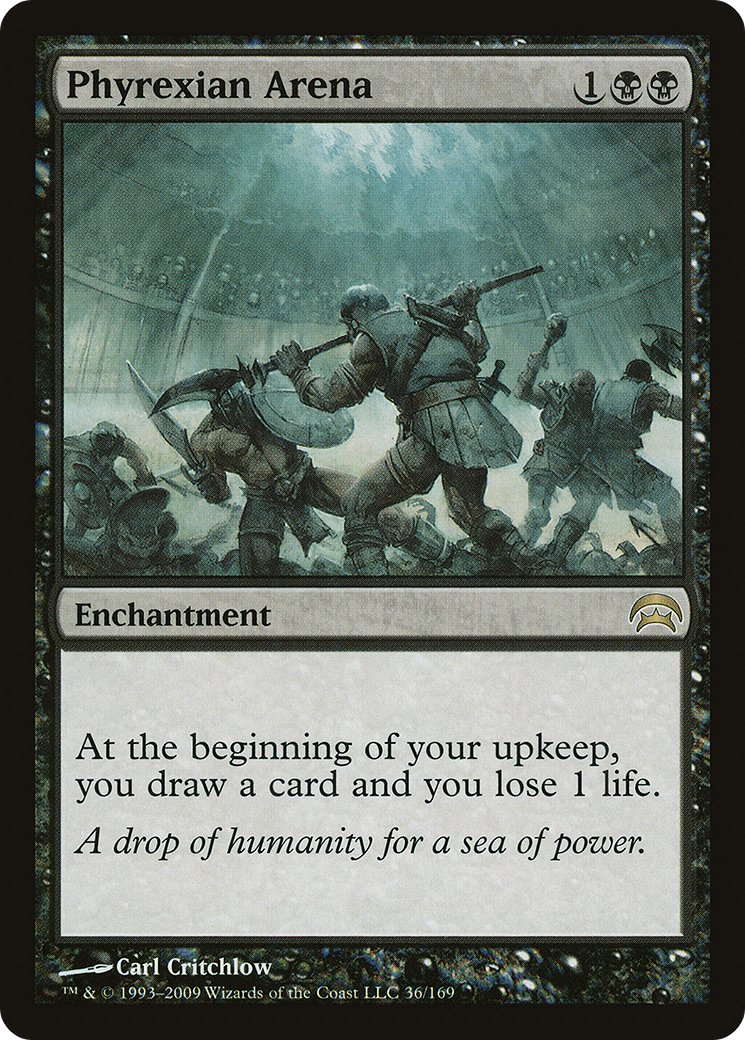 Phyrexian Arena 1
Enchantment
At the beginning of your upkeep,
you draw a card and you lose 1 life.
A drop of humanity for a sea of power.
Carl Critchlow
™ & © 1993–2009 Wizards of the Coast LLC 36/169